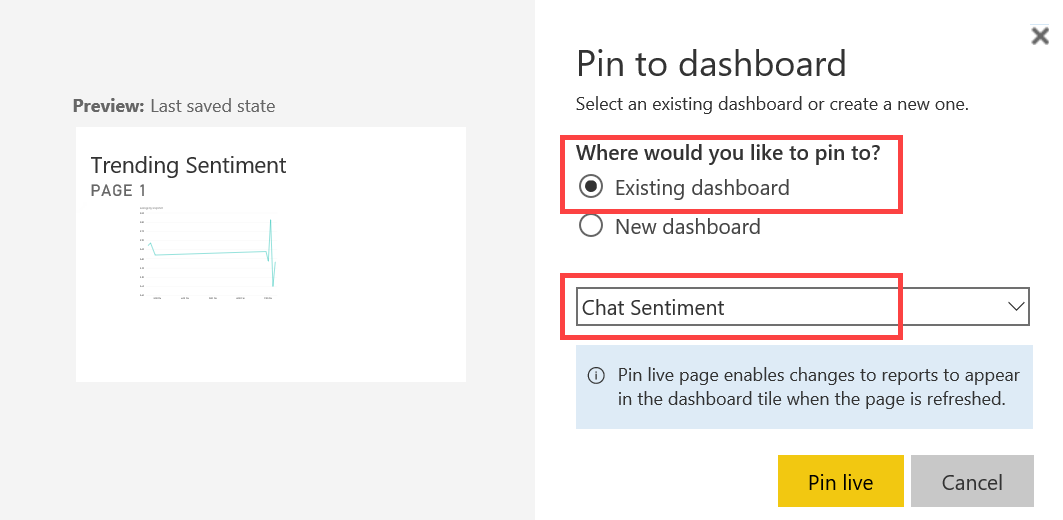 Preview: Last saved state
Trending Sentiment
PAGE 1
Pin to dashboard
Select an existing dashboard or create a new one.
Where would you like to pin to?
Existing dashboard
New dashboard
Chat Sentiment
Pin live page enables changes to reports to appear
in the dashboard tile when the page is refreshed.
Pin live
Cancel